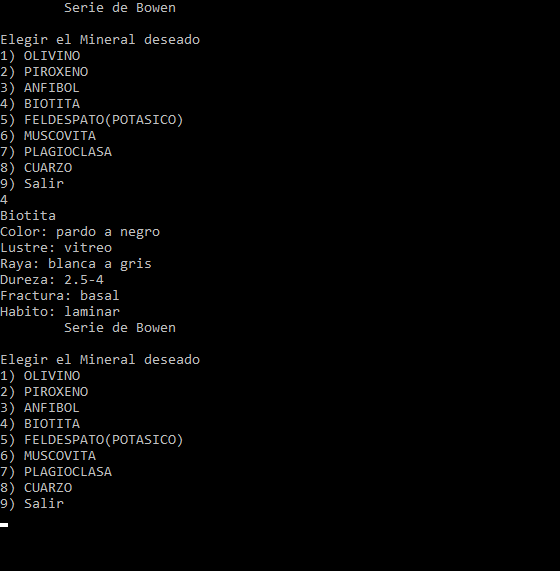 Serie de Bowen
Elegir el Mineral deseado
1) OLIVINO
2) PIROXENO
3) ANFIBOL
4) BIOTITA
5) FELDESPATO(POTASICO)
6) MUSCOVITA
7) PLAGIOCLASA
8) CUARZO
9) Salir
4
Biotita
Color: pardo a negro
Lustre: vitreo
Raya: blanca a gris
Dureza: 2.5-4
Fractura: basal
Habito: laminar
Serie de Bowen
Elegir el Mineral deseado
1) OLIVINO
2) PIROXENO
3) ANFIBOL
4) BIOTITA
5) FELDESPATO(POTASICO)
6) MUSCOVITA
7) PLAGIOCLASA
8) CUARZO
9) Salir